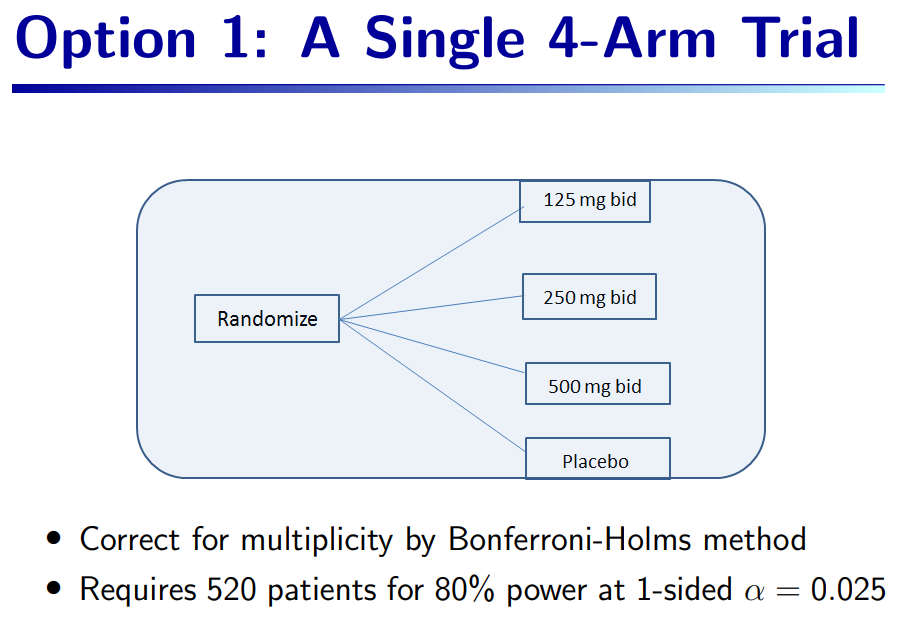 Option 1: A Single 4-Arm Trial
125 mg bid
250 mg bid
Randomize
500 mg bid
Placebo
• Correct for multiplicity by Bonferroni-Holms method
• Requires 520 patients for 80% power at 1-sided α = 0.025